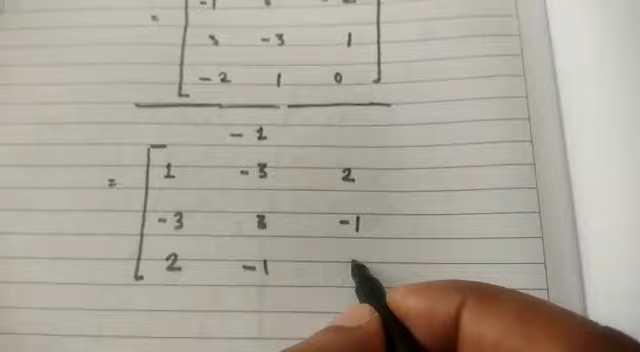 =
3 -3 1
-2 1 0
-1
= 1 -3 2
-3 3 -1
2 -1